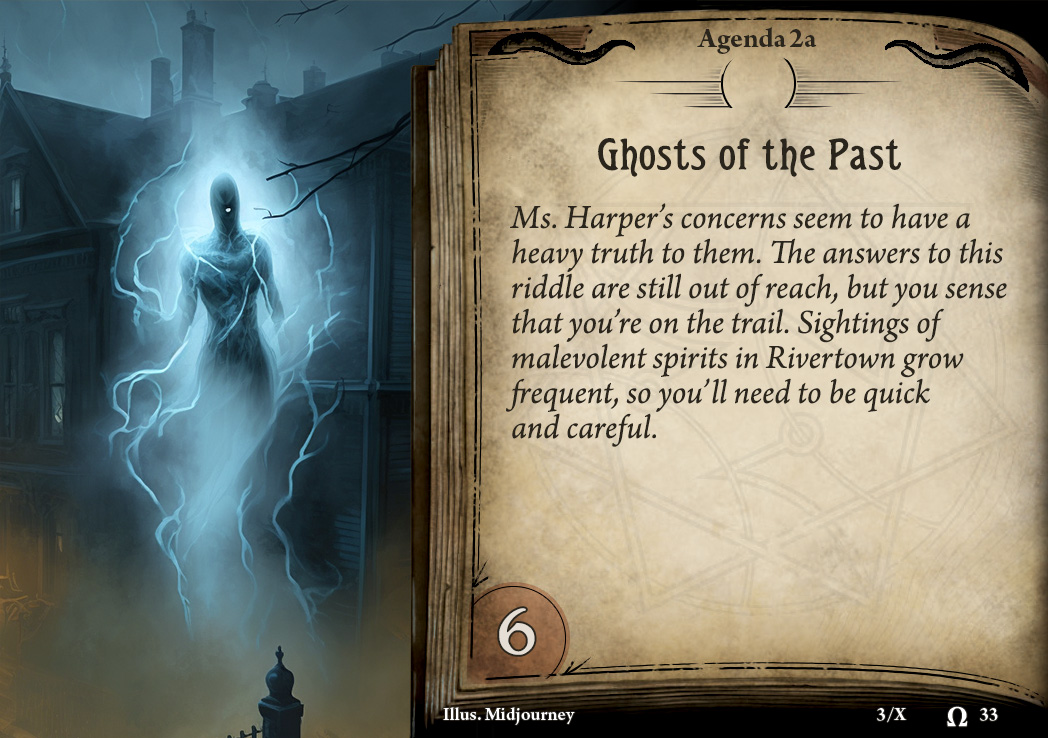 Agenda 2a
Ghosts of the Past
Ms. Harper's concerns seem to have a
heavy truth to them. The answers to this
riddle are still out of reach, but you sense
that you're on the trail. Sightings of
malevolent spirits in Rivertown grow
frequent, so you'll need to be quick
and careful.
6
Illus. Midjourney
3/X Ω 33